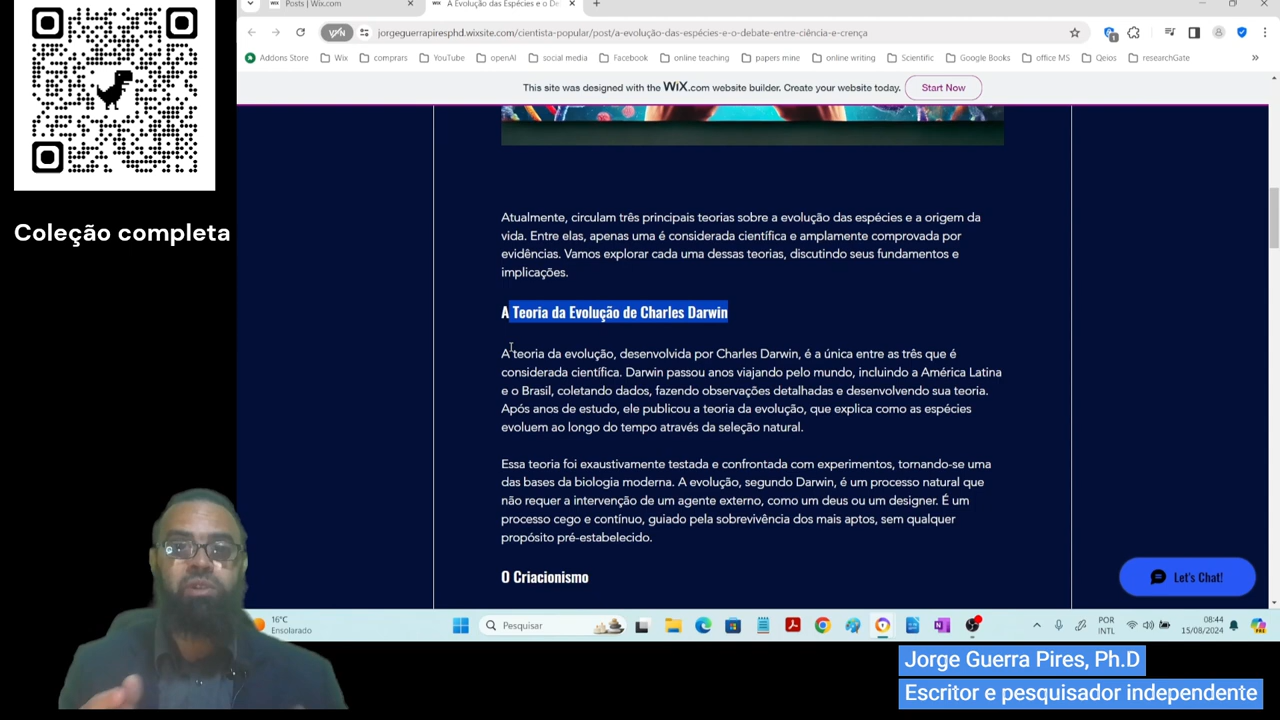 Posts | Wix.com
A Evolução das Espécies e o De
jorgeguerrapiresphd.wixsite.com/cientista-popular/post/a-evolução-das-espécies-e-o-debate-entre-ciência-e-crença
Addons Store Wix comprars YouTube openAI social media Facebook online teaching papers mine online writing Scientific Google Books office MS Qeios researchGate
This site was designed with the WiX.com website builder. Create your website today. Start Now
Coleção completa
Atualmente, circulam três principais teorias sobre a evolução das espécies e a origem da
vida. Entre elas, apenas uma é considerada científica e amplamente comprovada por
evidências. Vamos explorar cada uma dessas teorias, discutindo seus fundamentos e
implicações.
A Teoria da Evolução de Charles Darwin
A teoria da evolução, desenvolvida por Charles Darwin, é a única entre as três que é
considerada científica. Darwin passou anos viajando pelo mundo, incluindo a América Latina
e o Brasil, coletando dados, fazendo observações detalhadas e desenvolvendo sua teoria.
Após anos de estudo, ele publicou a teoria da evolução, que explica como as espécies
evoluem ao longo do tempo através da seleção natural.
Essa teoria foi exaustivamente testada e confrontada com experimentos, tornando-se uma
das bases da biologia moderna. A evolução, segundo Darwin, é um processo natural que
não requer a intervenção de um agente externo, como um deus ou um designer. É um
processo cego e contínuo, guiado pela sobrevivência dos mais aptos, sem qualquer
propósito pré-estabelecido.
O Criacionismo
Let's Chat!
16°C
Ensolarado
Pesquisar
POR
INTL
08:44
15/08/2024
Jorge Guerra Pires, Ph.D
Escritor e pesquisador independente